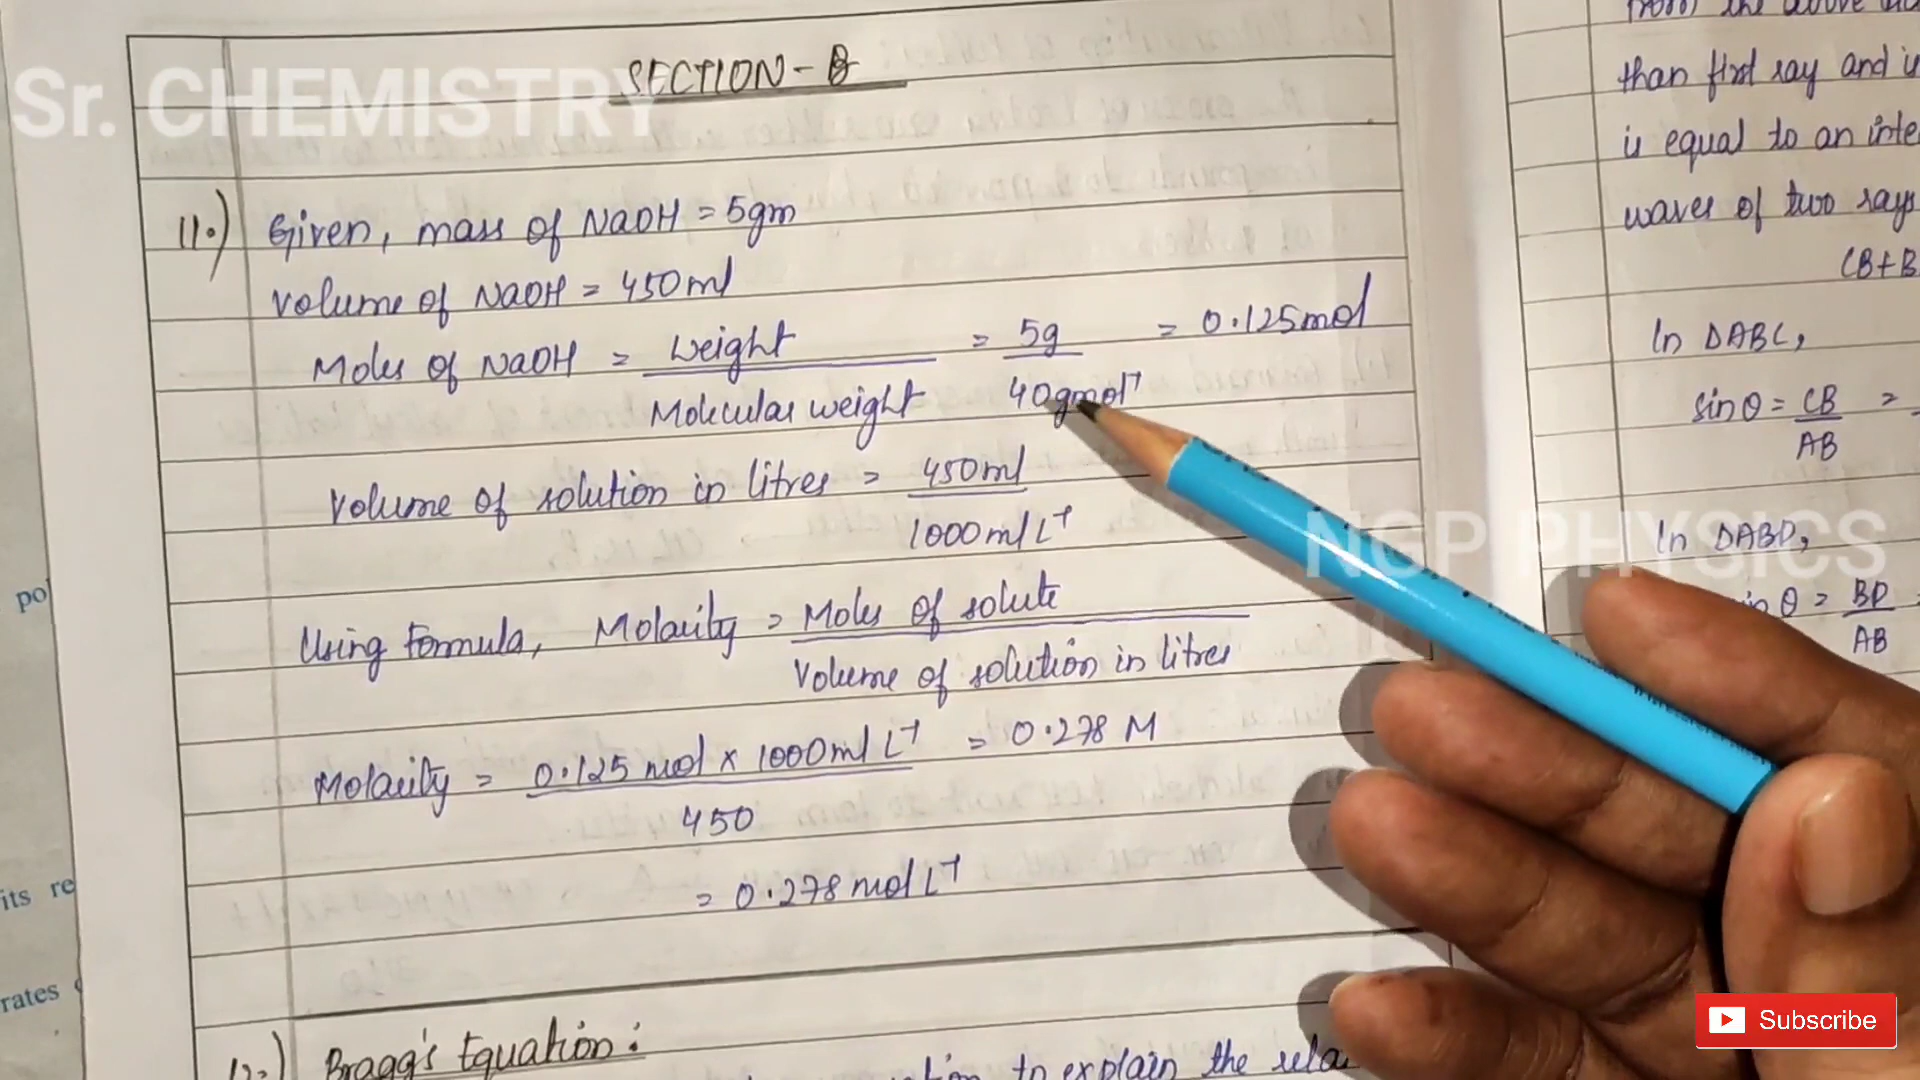 Sr. CHEMISTRY
SECTION - B
11.) Given, mass of NaOH = 5gm
Volume of NaOH = 450ml
Moles of NaOH = Weight / Molecular weight = 5g / 40gmol⁻¹ = 0.125mol
Volume of solution in litres = 450ml / 1000ml L⁻¹
Using formula, Molarity = Moles of solute / Volume of solution in litres
Molarity = 0.125 mol x 1000ml L⁻¹ / 450 = 0.278 M
= 0.278 mol L⁻¹
12.) Bragg's Equation:
to explain the
the above
than first ray and
is equal to an
waves of two rays
CB+B
In ΔABC,
sin θ = CB / AB =
NGP PHYSICS
In ΔABD,
θ = BD / AB =
po
its re
rates
Subscribe